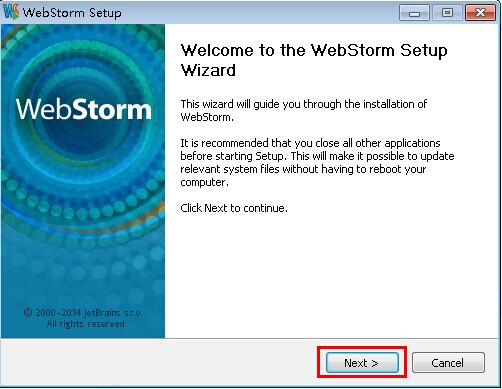 WebStorm Setup
Welcome to the WebStorm Setup
Wizard
This wizard will guide you through the installation of
WebStorm.
It is recommended that you close all other applications
before starting Setup. This will make it possible to update
relevant system files without having to reboot your
computer.
Click Next to continue.
WebStorm
© 2000-2014 JetBrains s.r.o.
All rights reserved.
Next >
Cancel